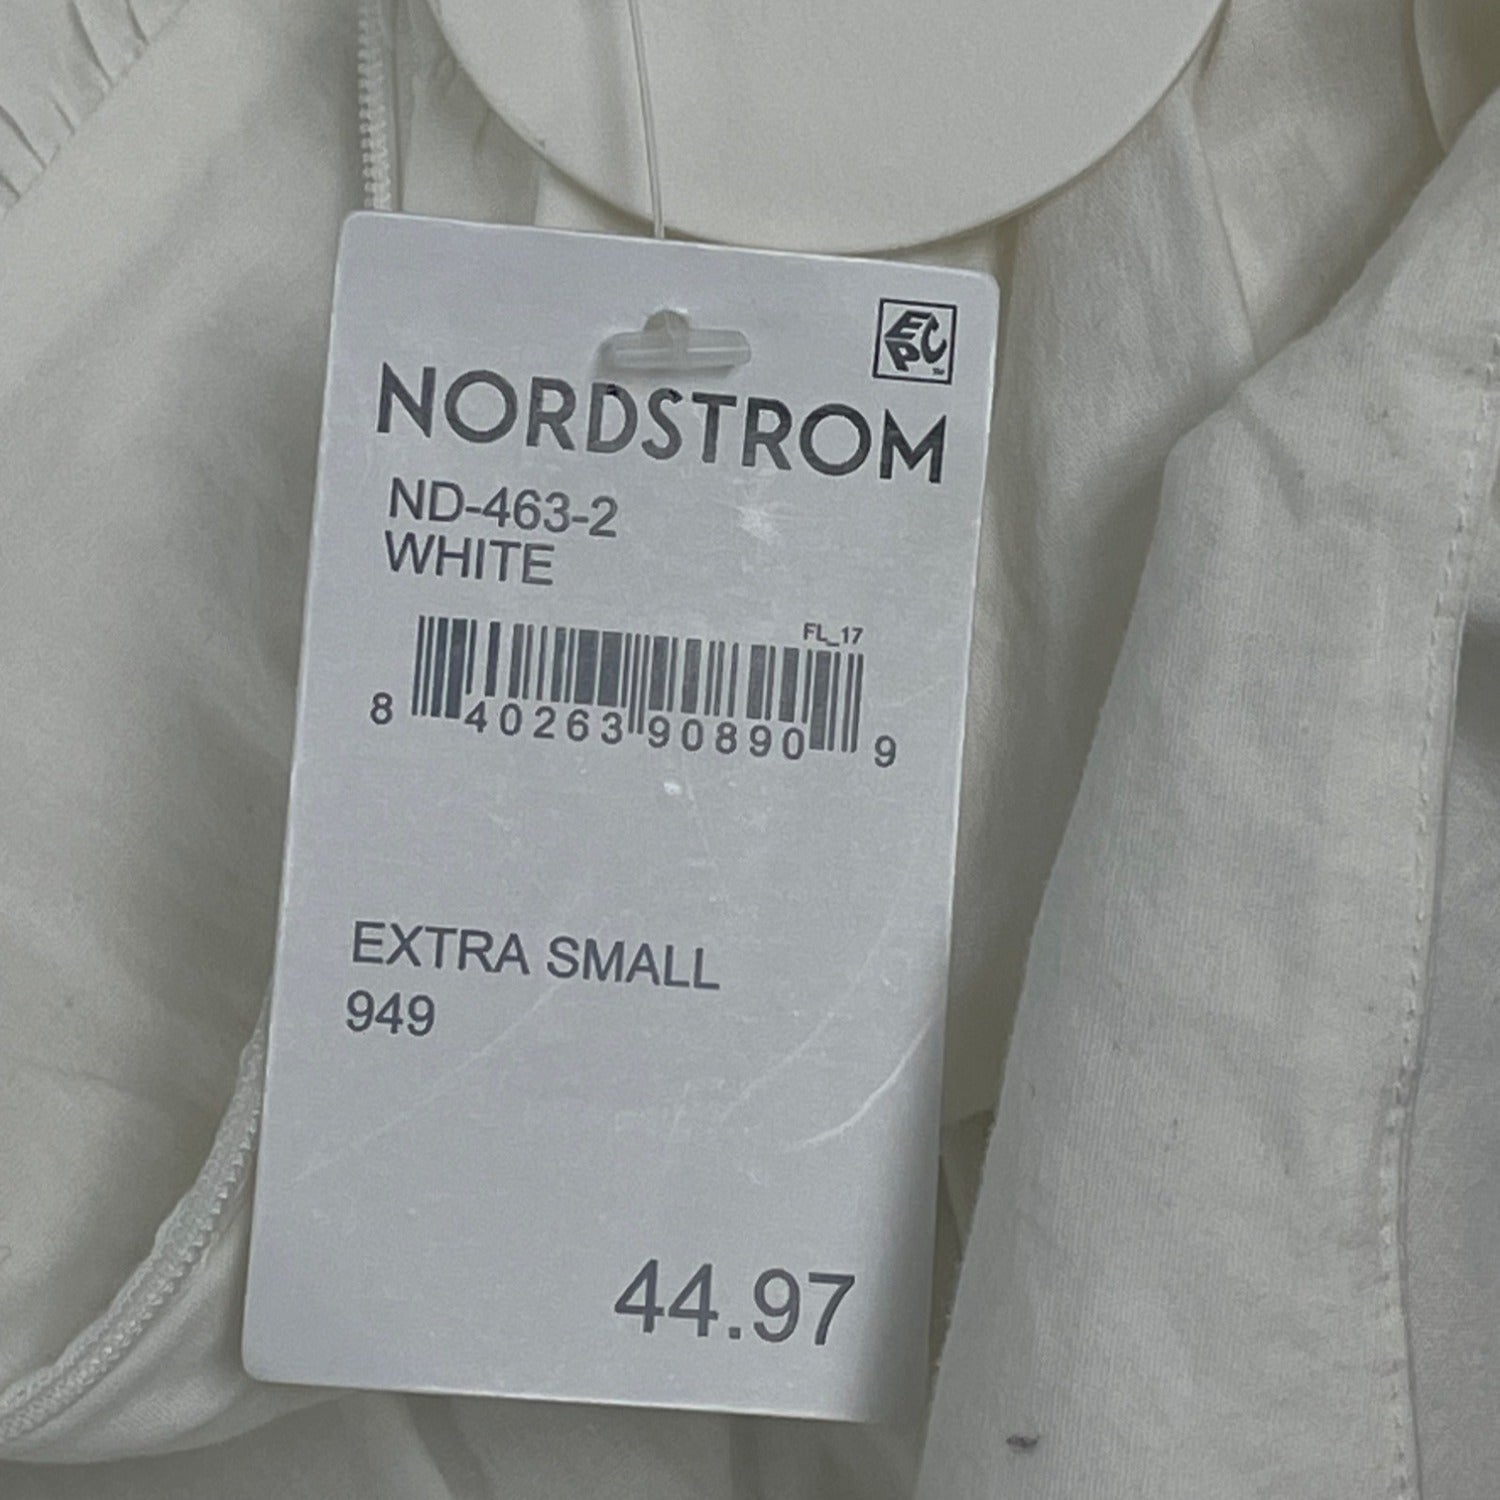 EPC
NORDSTROM
ND-463-2
WHITE
FL_17
8 40263 90890 9
EXTRA SMALL
949
44.97